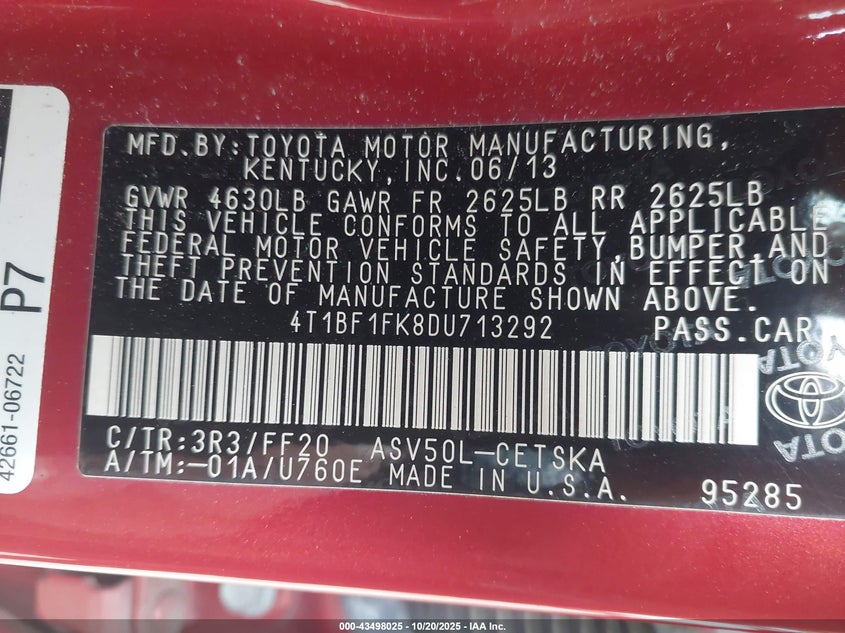 MFD.BY:TOYOTA MOTOR MANUFACTURING,
KENTUCKY,INC.06/13
GVWR 4630LB GAWR FR 2625LB RR 2625LB
THIS VEHICLE CONFORMS TO ALL APPLICABLE
FEDERAL MOTOR VEHICLE SAFETY,BUMPER,AND
THEFT PREVENTION STANDARDS IN EFFECT ON
THE DATE OF MANUFACTURE SHOWN ABOVE.
4T1BF1FK8DU713292 PASS.CAR
C/TR:3R3/FF20 ASV50L-CETSKA
A/TM:-01A/U760E MADE IN U.S.A. 95285
TOYOTA
42661-06722 P7
000-43498025 - 10/20/2025 - IAA Inc.